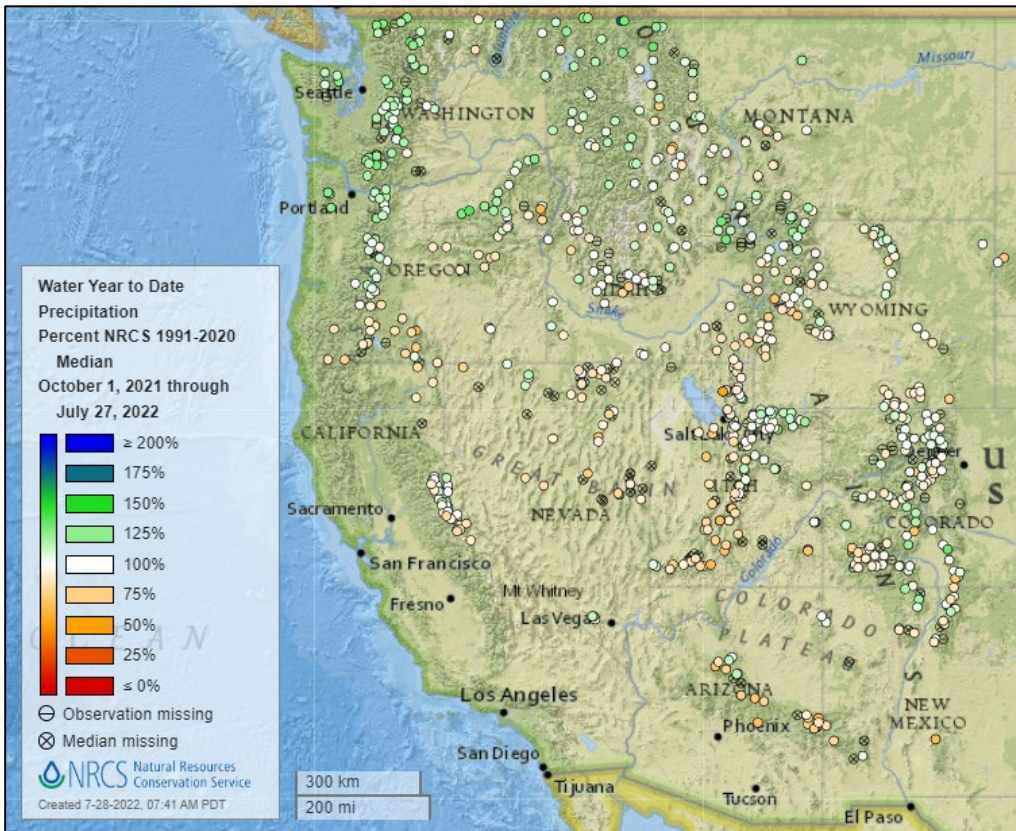 Missouri
Seattle
WASHINGTON
MONTANA
Portland
OREGON
Snake
WYOMING
Water Year to Date
Precipitation
Percent NRCS 1991-2020
Median
October 1, 2021 through
July 27, 2022
≥ 200%
175%
150%
125%
100%
75%
50%
25%
≤ 0%
Observation missing
Median missing
NRCS Natural Resources
Conservation Service
Created 7-28-2022, 07:41 AM PDT
CALIFORNIA
Salt Lake City
U
S
GREAT BASIN
UTAH
NEVADA
COLORADO
Sacramento
San Francisco
Colorado
Mt Whitney
Fresno
Las Vegas
COLORADO
PLATEAU
OCEAN
Los Angeles
ARIZONA
NEW
MEXICO
Phoenix
San Diego
Tijuana
300 km
200 mi
Tucson
El Paso